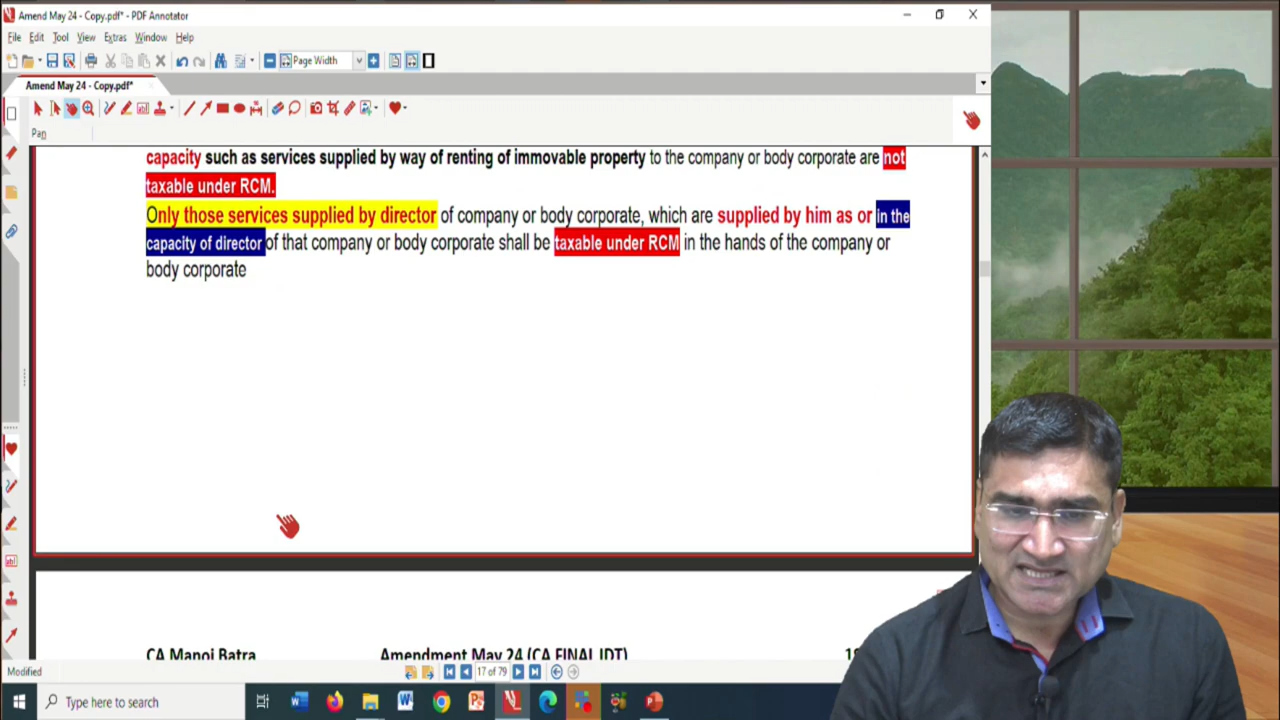 Amend May 24 - Copy.pdf* - PDF Annotator
File Edit Tool View Extras Window Help
Page Width
Amend May 24 - Copy.pdf*
Pan
capacity such as services supplied by way of renting of immovable property to the company or body corporate are not
taxable under RCM.
Only those services supplied by director of company or body corporate, which are supplied by him as or in the
capacity of director of that company or body corporate shall be taxable under RCM in the hands of the company or
body corporate
CA Manoj Batra Amendment May 24 (CA FINAL IDT)
Modified
17 of 79
Type here to search